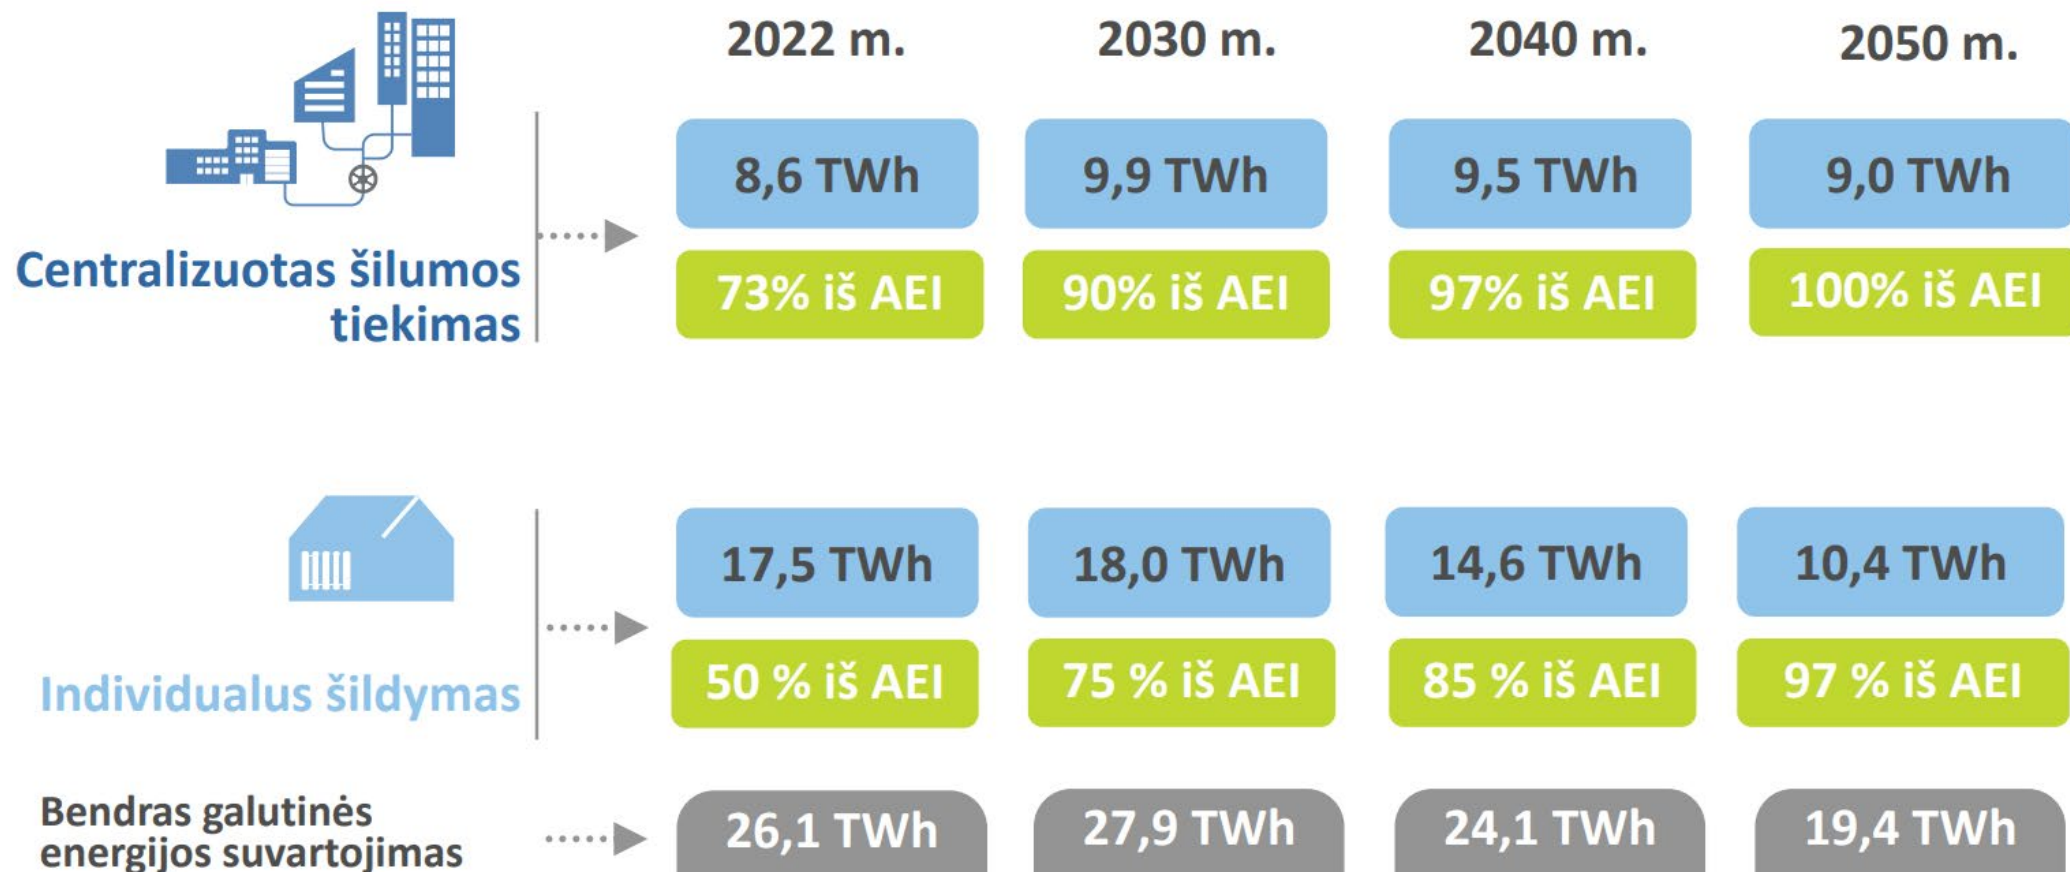 2022 m. 2030 m. 2040 m. 2050 m.
8,6 TWh 9,9 TWh 9,5 TWh 9,0 TWh
Centralizuotas šilumos
tiekimas
73% iš AEI 90% iš AEI 97% iš AEI 100% iš AEI
17,5 TWh 18,0 TWh 14,6 TWh 10,4 TWh
Individualus šildymas
50 % iš AEI 75 % iš AEI 85 % iš AEI 97 % iš AEI
Bendras galutinės
energijos suvartojimas
26,1 TWh 27,9 TWh 24,1 TWh 19,4 TWh